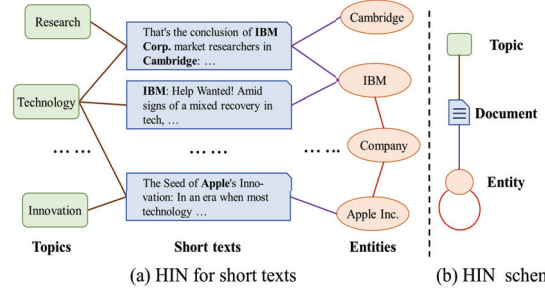 Research
Technology
... ...
Innovation
Topics
That's the conclusion of IBM
Corp. market researchers in
Cambridge: ...
IBM: Help Wanted! Amid
signs of a mixed recovery in
tech, ...
... ...
The Seed of Apple's Inno-
vation: In an era when most
technology ...
Short texts
Cambridge
IBM
Company
... ...
Apple Inc.
Entities
(a) HIN for short texts
Topic
Document
Entity
(b) HIN schem